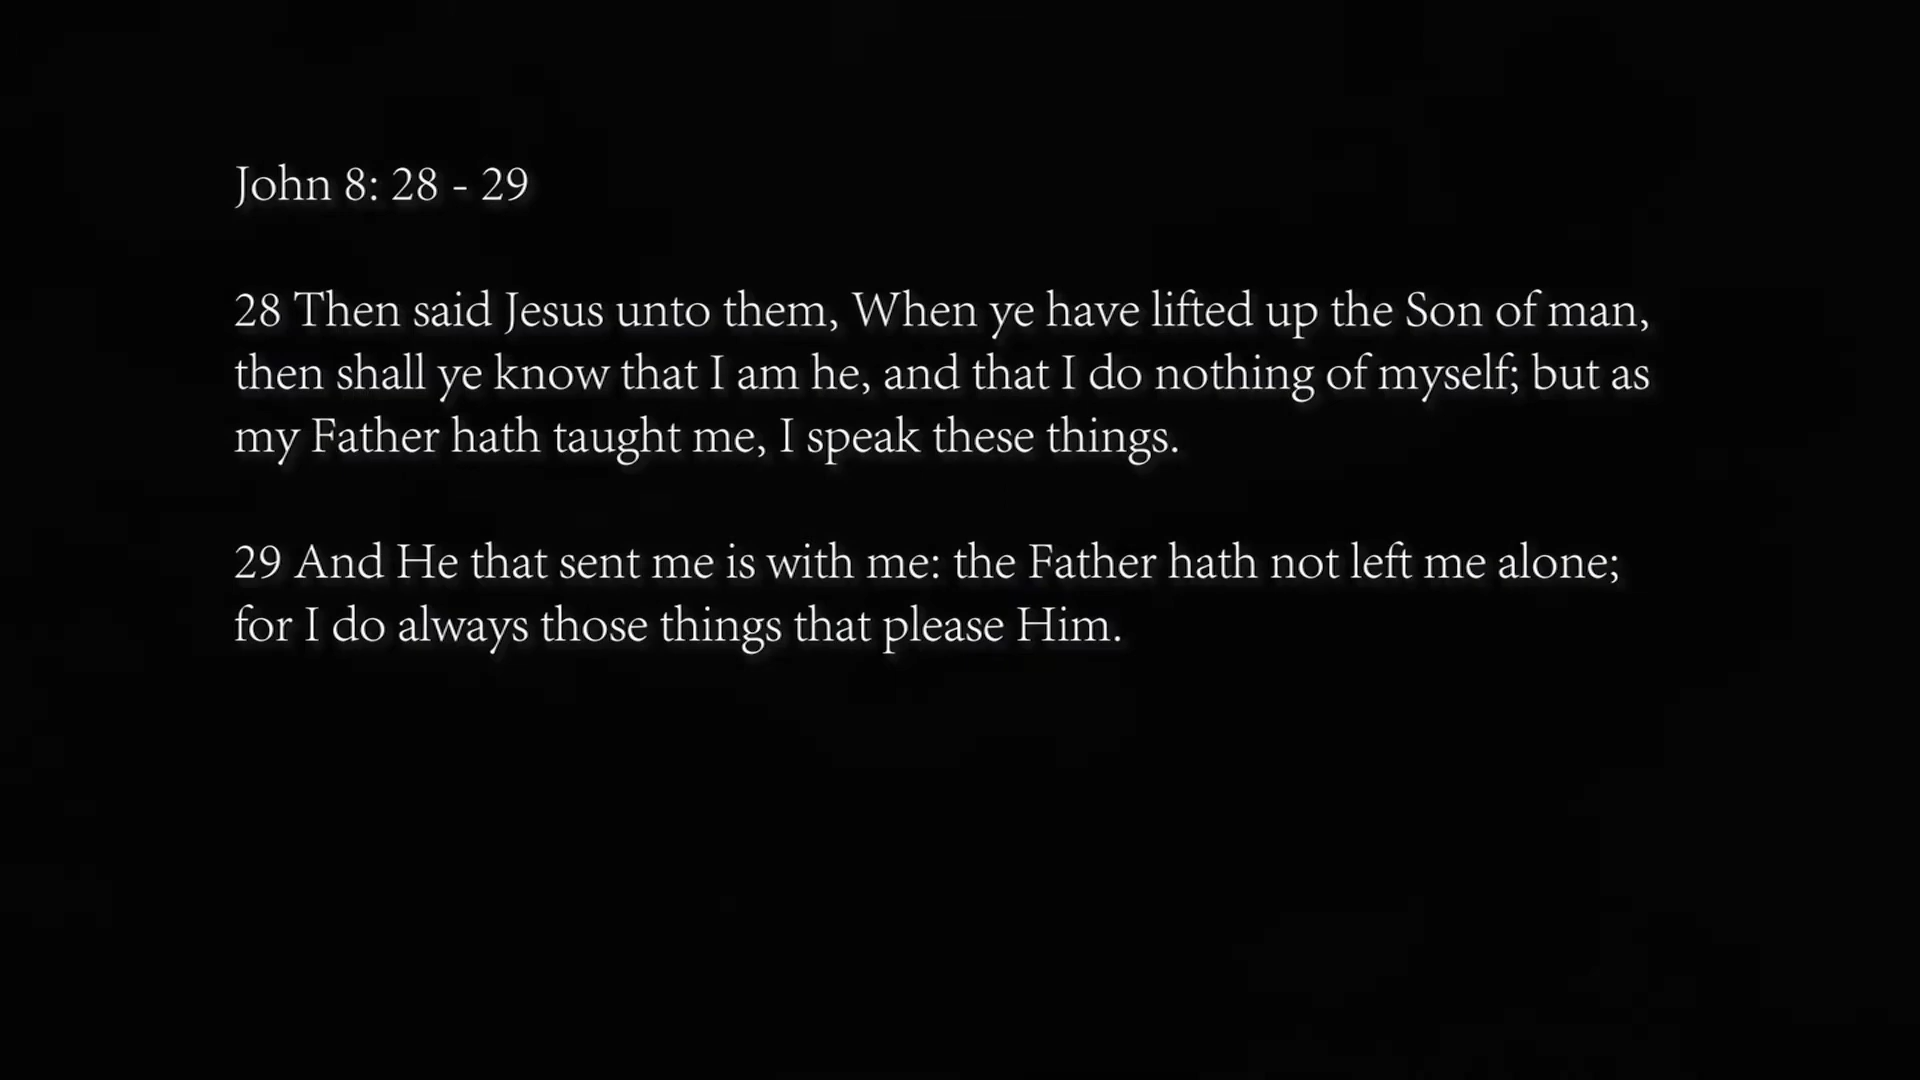 John 8: 28 - 29
28 Then said Jesus unto them, When ye have lifted up the Son of man,
then shall ye know that I am he, and that I do nothing of myself; but as
my Father hath taught me, I speak these things.
29 And He that sent me is with me: the Father hath not left me alone;
for I do always those things that please Him.